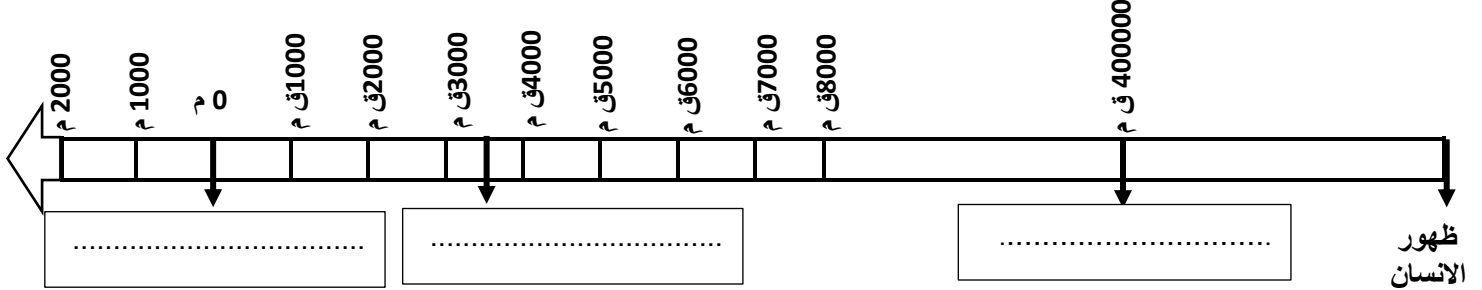 400000 ق م
8000ق م
7000ق م
6000ق م
5000ق م
4000ق م
3000ق م
2000ق م
1000ق م
0 م
1000 م
2000 م
ظهور
الانسان
..............................
................................
................................